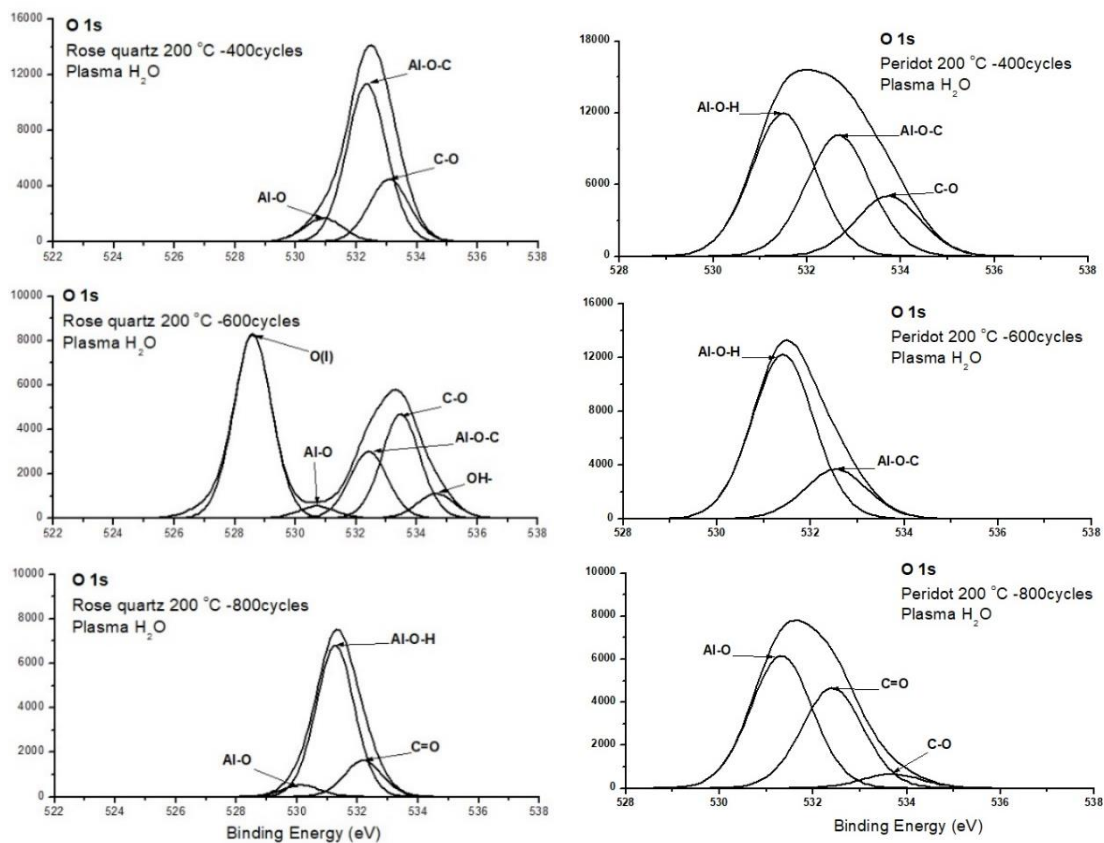 O 1s
Rose quartz 200 °C -400cycles
Plasma H₂O
Al-O-C
C-O
Al-O
16000
12000
8000
4000
0
522 524 526 528 530 532 534 536 538
O 1s
Peridot 200 °C -400cycles
Plasma H₂O
Al-O-H
Al-O-C
C-O
18000
12000
6000
0
528 530 532 534 536 538
O 1s
Rose quartz 200 °C -600cycles
Plasma H₂O
O(I)
C-O
Al-O
Al-O-C
OH-
10000
8000
6000
4000
2000
0
522 524 526 528 530 532 534 536 538
O 1s
Peridot 200 °C -600cycles
Plasma H₂O
Al-O-H
Al-O-C
16000
12000
8000
4000
0
528 530 532 534 536 538
O 1s
Rose quartz 200 °C -800cycles
Plasma H₂O
Al-O-H
Al-O
C=O
10000
8000
6000
4000
2000
0
522 524 526 528 530 532 534 536 538
Binding Energy (eV)
O 1s
Peridot 200 °C -800cycles
Plasma H₂O
Al-O
C=O
C-O
10000
8000
6000
4000
2000
0
528 530 532 534 536 538
Binding Energy (eV)